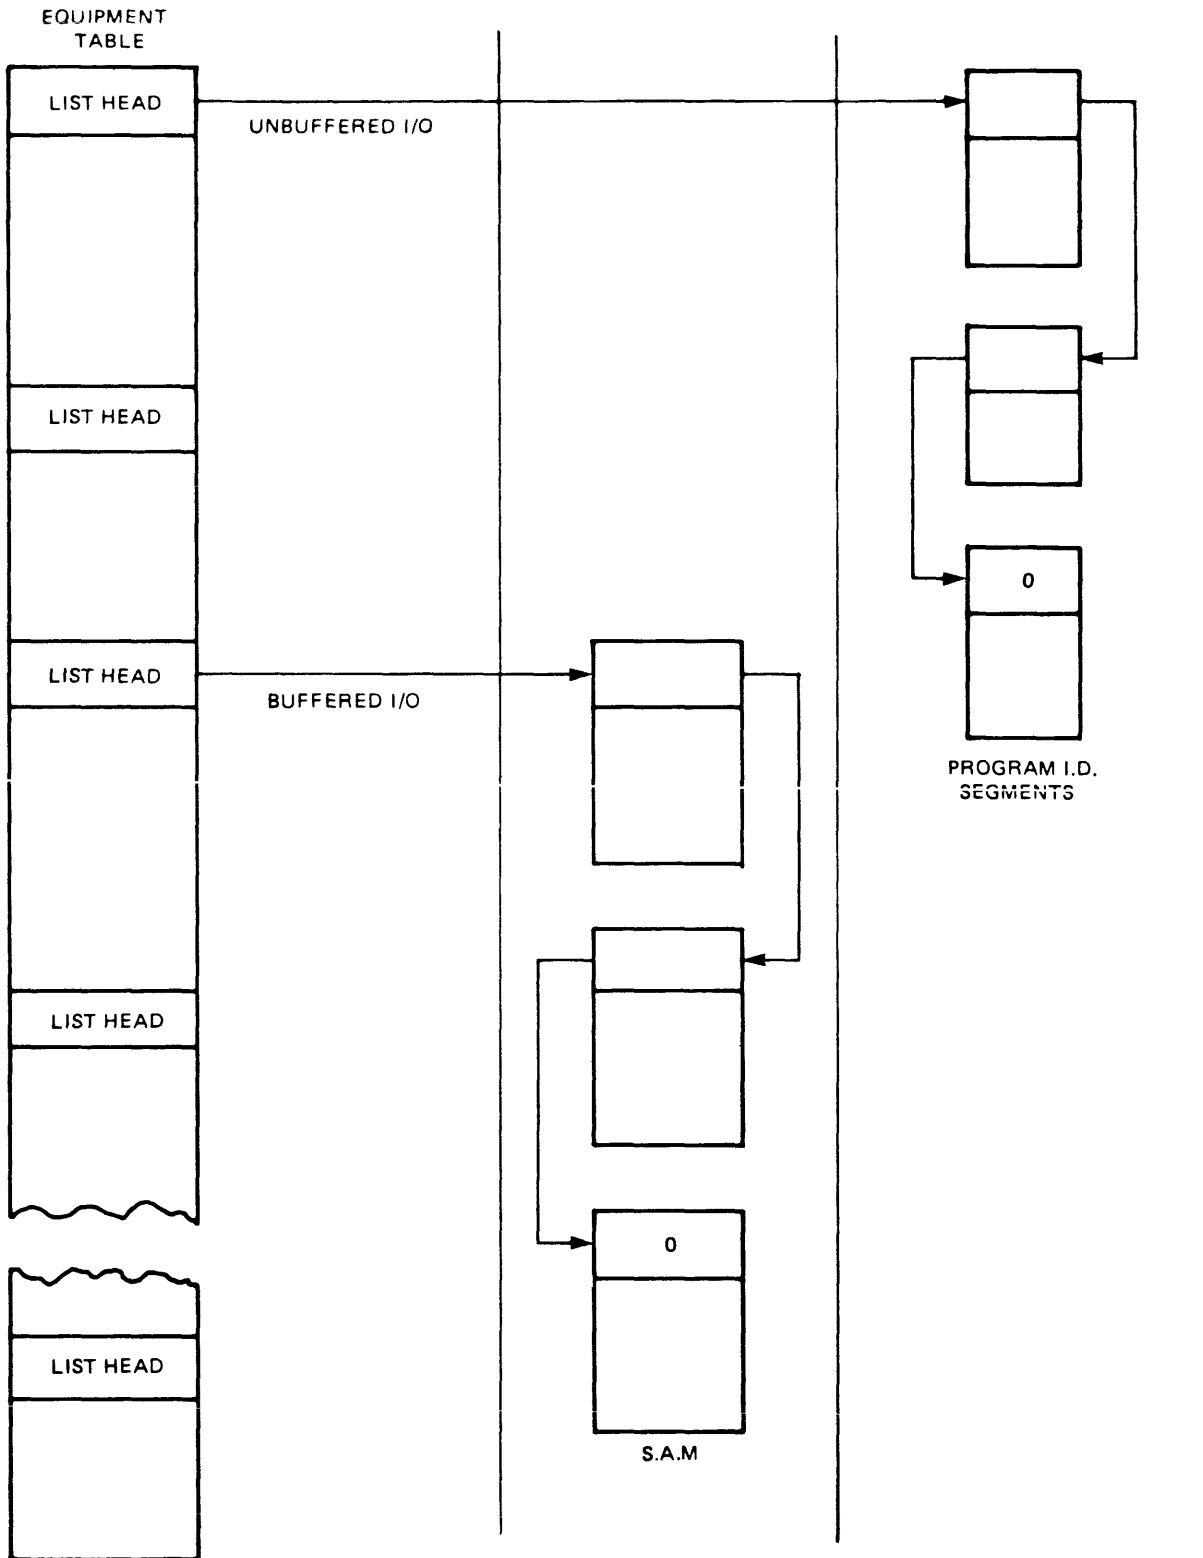 EQUIPMENT
TABLE
LIST HEAD
UNBUFFERED I/O
LIST HEAD
0
LIST HEAD
BUFFERED I/O
PROGRAM I.D.
SEGMENTS
LIST HEAD
0
LIST HEAD
S.A.M